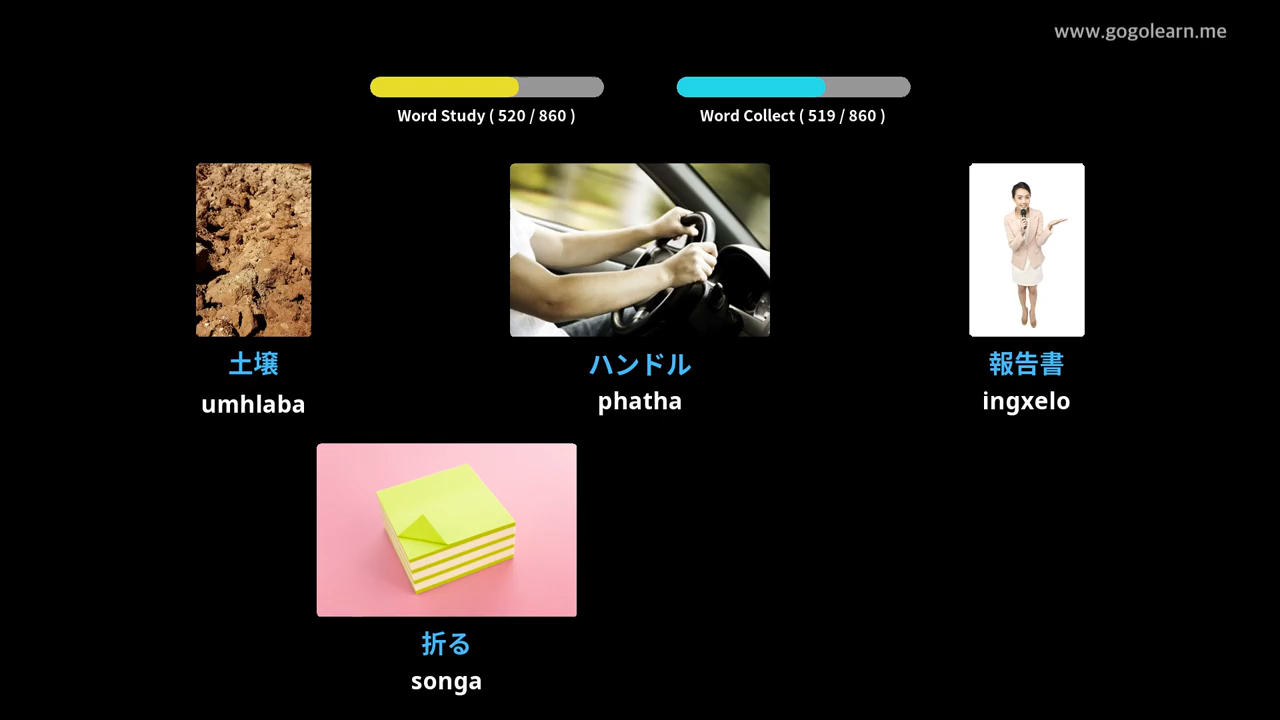 www.gogolearn.me
Word Study ( 520 / 860 )
Word Collect ( 519 / 860 )
土壌
umhlaba
ハンドル
phatha
報告書
ingxelo
折る
songa